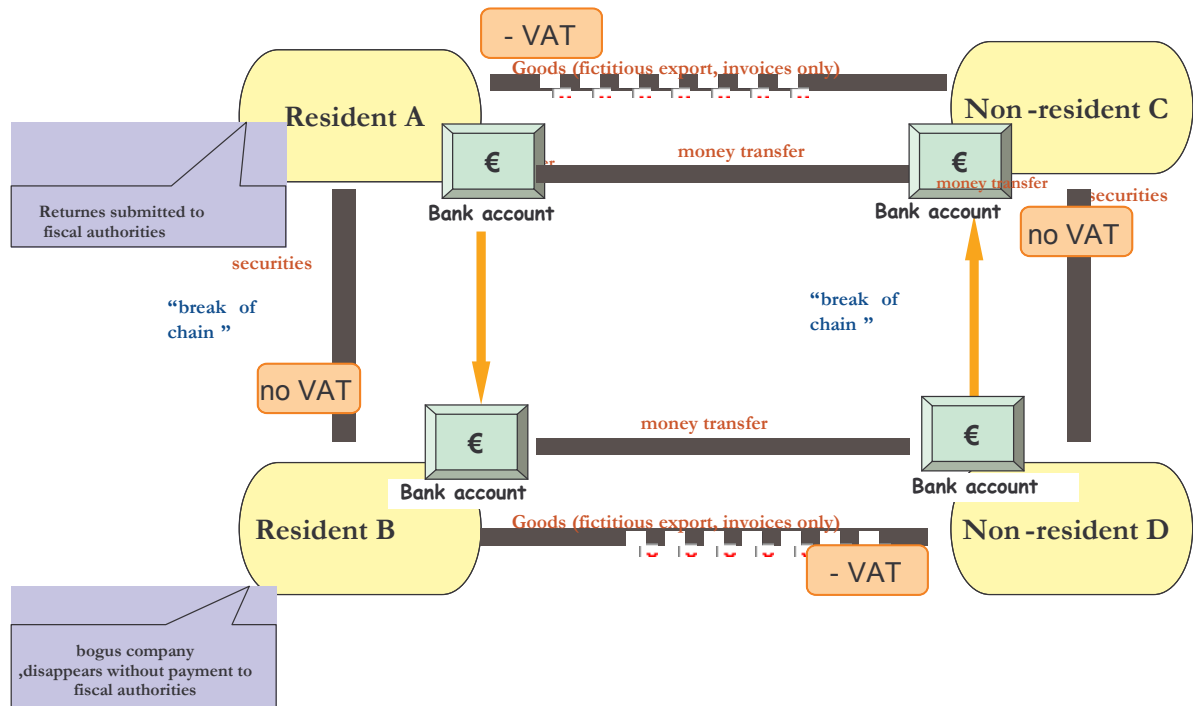 - VAT
Goods (fictitious export, invoices only)
Resident A
Non -resident C
€
money transfer
€
er
money transfer
Bank account
Bank account
securities
Returnes submitted to
fiscal authorities
no VAT
securities
“break of
chain ”
“break of
chain ”
no VAT
€
money transfer
€
Bank account
Bank account
Goods (fictitious export, invoices only)
Resident B
Non -resident D
- VAT
bogus company
,disappears without payment to
fiscal authorities